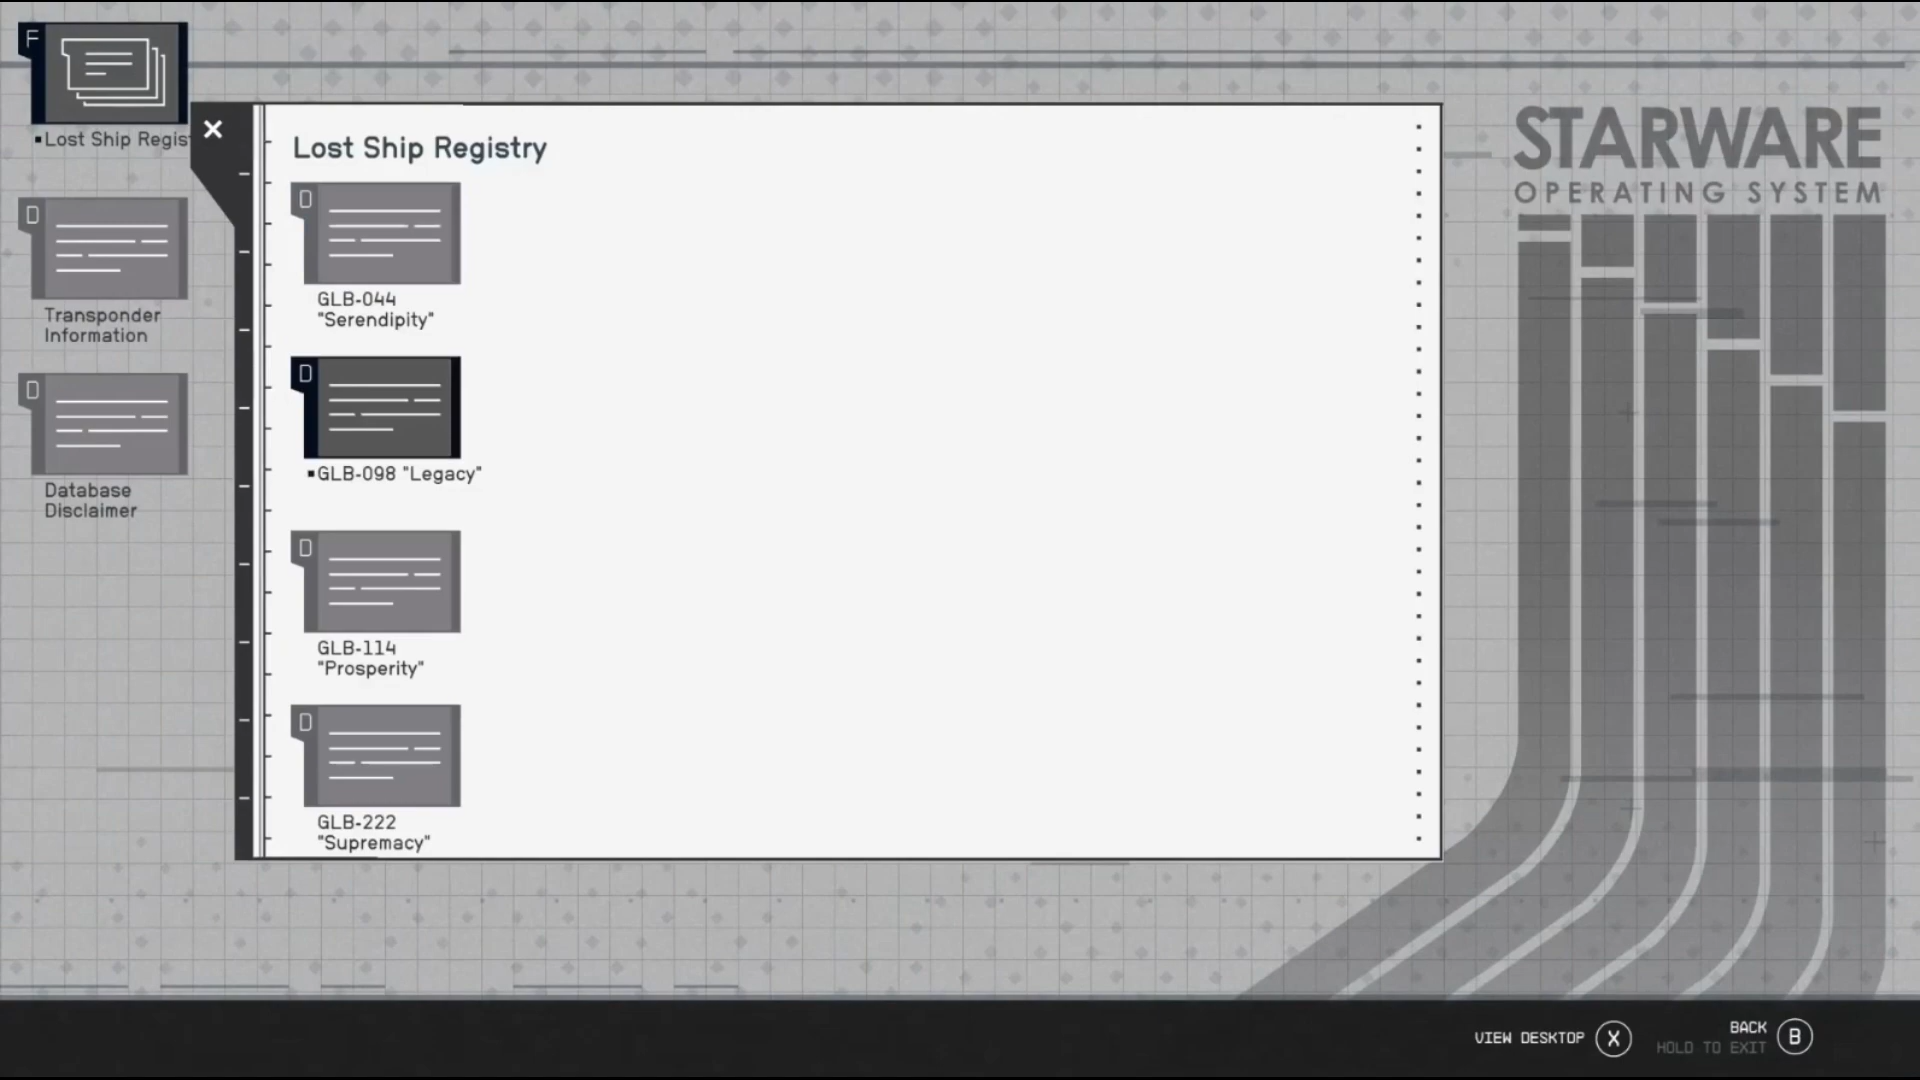 F
Lost Ship Regis
D
Transponder
Information
D
Database
Disclaimer
Lost Ship Registry
D
GLB-044
"Serendipity"
D
GLB-098 "Legacy"
D
GLB-114
"Prosperity"
D
GLB-222
"Supremacy"
STARWARE
OPERATING SYSTEM
VIEW DESKTOP X
BACK B
HOLD TO EXIT